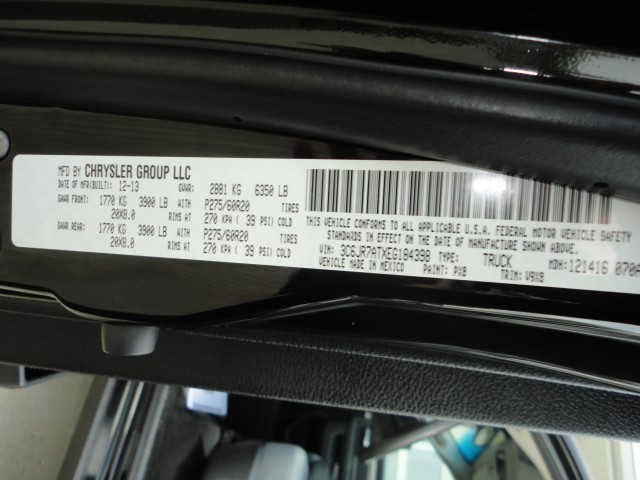 MFD BY CHRYSLER GROUP LLC
DATE OF MFR(BUILT): 12-13 GVWR: 2881 KG 6350 LB
GAWR FRONT: 1770 KG 3900 LB WITH P275/60R20 TIRES
20X8.0 RIMS AT 270 KPA ( 39 PSI) COLD
GAWR REAR: 1770 KG 3900 LB WITH P275/60R20 TIRES
20X8.0 RIMS AT 270 KPA ( 39 PSI) COLD
THIS VEHICLE CONFORMS TO ALL APPLICABLE U.S.A. FEDERAL MOTOR VEHICLE SAFETY
STANDARDS IN EFFECT ON THE DATE OF MANUFACTURE SHOWN ABOVE.
VIN: 3C6JR7ATXEG184398 TYPE: TRUCK MDH: 121416
VEHICLE MADE IN MEXICO PAINT: PX8 TRIM: V9X8